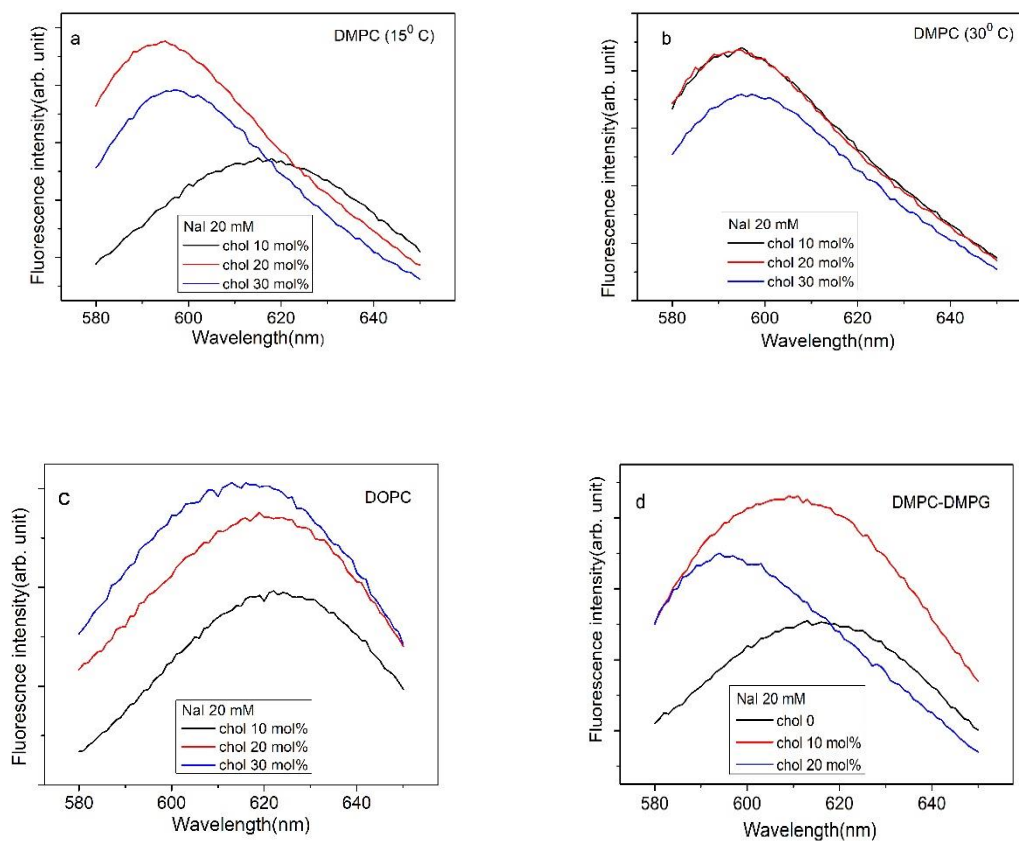 a
DMPC (15⁰ C)
Fluorescence intensity(arb. unit)
NaI 20 mM
chol 10 mol%
chol 20 mol%
chol 30 mol%
580 600 620 640
Wavelength(nm)
b
DMPC (30⁰ C)
Fluorescence intensity(arb. unit)
NaI 20 mM
chol 10 mol%
chol 20 mol%
chol 30 mol%
580 600 620 640
Wavelength(nm)
c
DOPC
Fluorescnce intensity(arb. unit)
NaI 20 mM
chol 10 mol%
chol 20 mol%
chol 30 mol%
580 600 620 640
Wavelength(nm)
d
DMPC-DMPG
Fluorescence intensity(arb. unit)
NaI 20 mM
chol 0
chol 10 mol%
chol 20 mol%
580 600 620 640
Wavelength(nm)